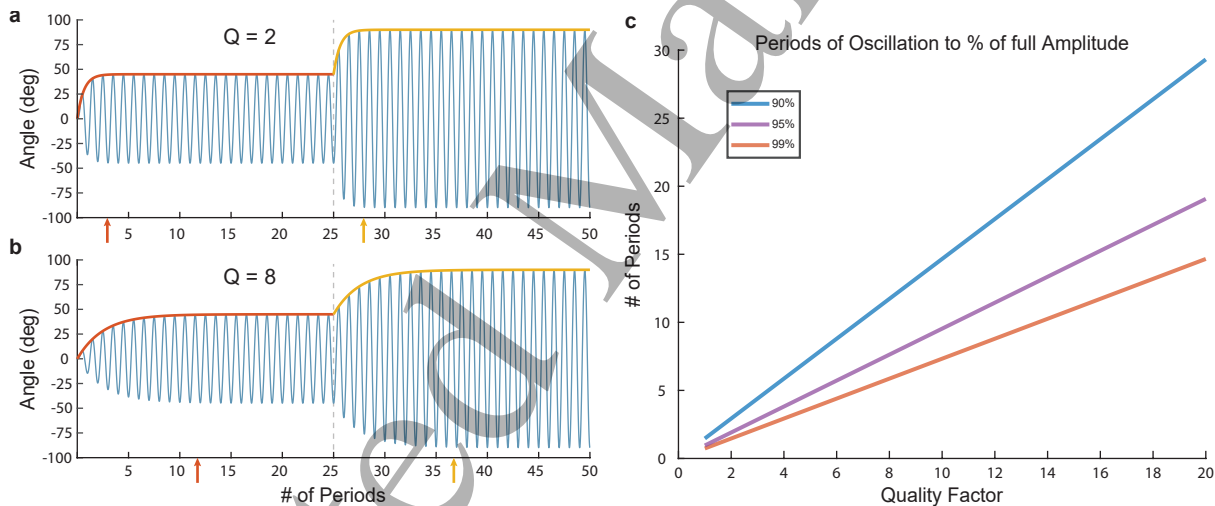 a
100
75
50
25
0
-25
-50
-75
-100
Angle (deg)
Q = 2
5 10 15 20 25 30 35 40 45 50
b
100
75
50
25
0
-25
-50
-75
-100
Angle (deg)
Q = 8
5 10 15 20 25 30 35 40 45 50
# of Periods
c
Periods of Oscillation to % of full Amplitude
30
25
20
15
10
5
0
# of Periods
90%
95%
99%
0 2 4 6 8 10 12 14 16 18 20
Quality Factor